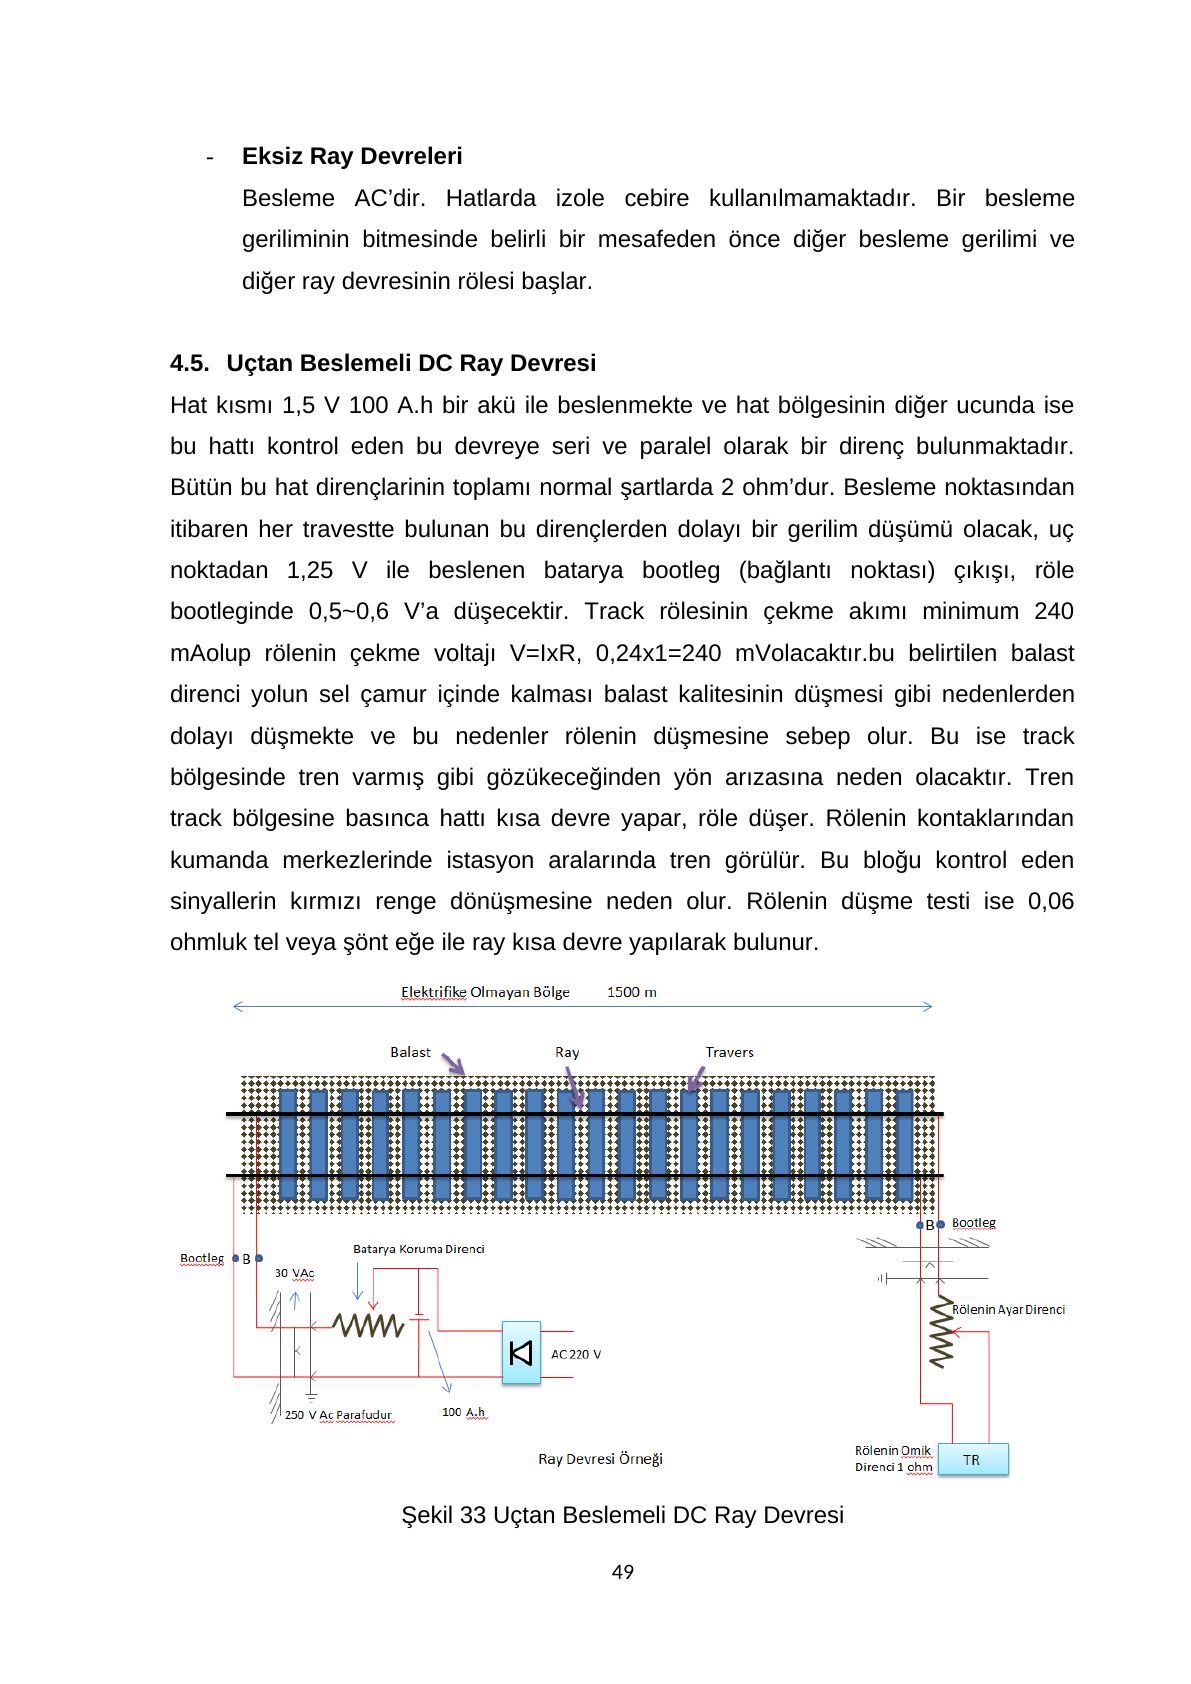 - Eksiz Ray Devreleri
Besleme AC’dir. Hatlarda izole cebire kullanılmamaktadır. Bir besleme
geriliminin bitmesinde belirli bir mesafeden önce diğer besleme gerilimi ve
diğer ray devresinin rölesi başlar.
4.5. Uçtan Beslemeli DC Ray Devresi
Hat kısmı 1,5 V 100 A.h bir akü ile beslenmekte ve hat bölgesinin diğer ucunda ise
bu hattı kontrol eden bu devreye seri ve paralel olarak bir direnç bulunmaktadır.
Bütün bu hat dirençlarinin toplamı normal şartlarda 2 ohm’dur. Besleme noktasından
itibaren her travestte bulunan bu dirençlerden dolayı bir gerilim düşümü olacak, uç
noktadan 1,25 V ile beslenen batarya bootleg (bağlantı noktası) çıkışı, röle
bootleginde 0,5~0,6 V’a düşecektir. Track rölesinin çekme akımı minimum 240
mAolup rölenin çekme voltajı V=IxR, 0,24x1=240 mVolacaktır.bu belirtilen balast
direnci yolun sel çamur içinde kalması balast kalitesinin düşmesi gibi nedenlerden
dolayı düşmekte ve bu nedenler rölenin düşmesine sebep olur. Bu ise track
bölgesinde tren varmış gibi gözükeceğinden yön arızasına neden olacaktır. Tren
track bölgesine basınca hattı kısa devre yapar, röle düşer. Rölenin kontaklarından
kumanda merkezlerinde istasyon aralarında tren görülür. Bu bloğu kontrol eden
sinyallerin kırmızı renge dönüşmesine neden olur. Rölenin düşme testi ise 0,06
ohmluk tel veya şönt eğe ile ray kısa devre yapılarak bulunur.
Elektrifike Olmayan Bölge 1500 m
Balast Ray Travers
B Bootleg
Bootleg B
Batarya Koruma Direnci
30 VAc
Rölenin Ayar Direnci
AC 220 V
250 V Ac Parafudur
100 A.h
Rölenin Omik
Direnci 1 ohm
TR
Ray Devresi Örneği
Şekil 33 Uçtan Beslemeli DC Ray Devresi
49